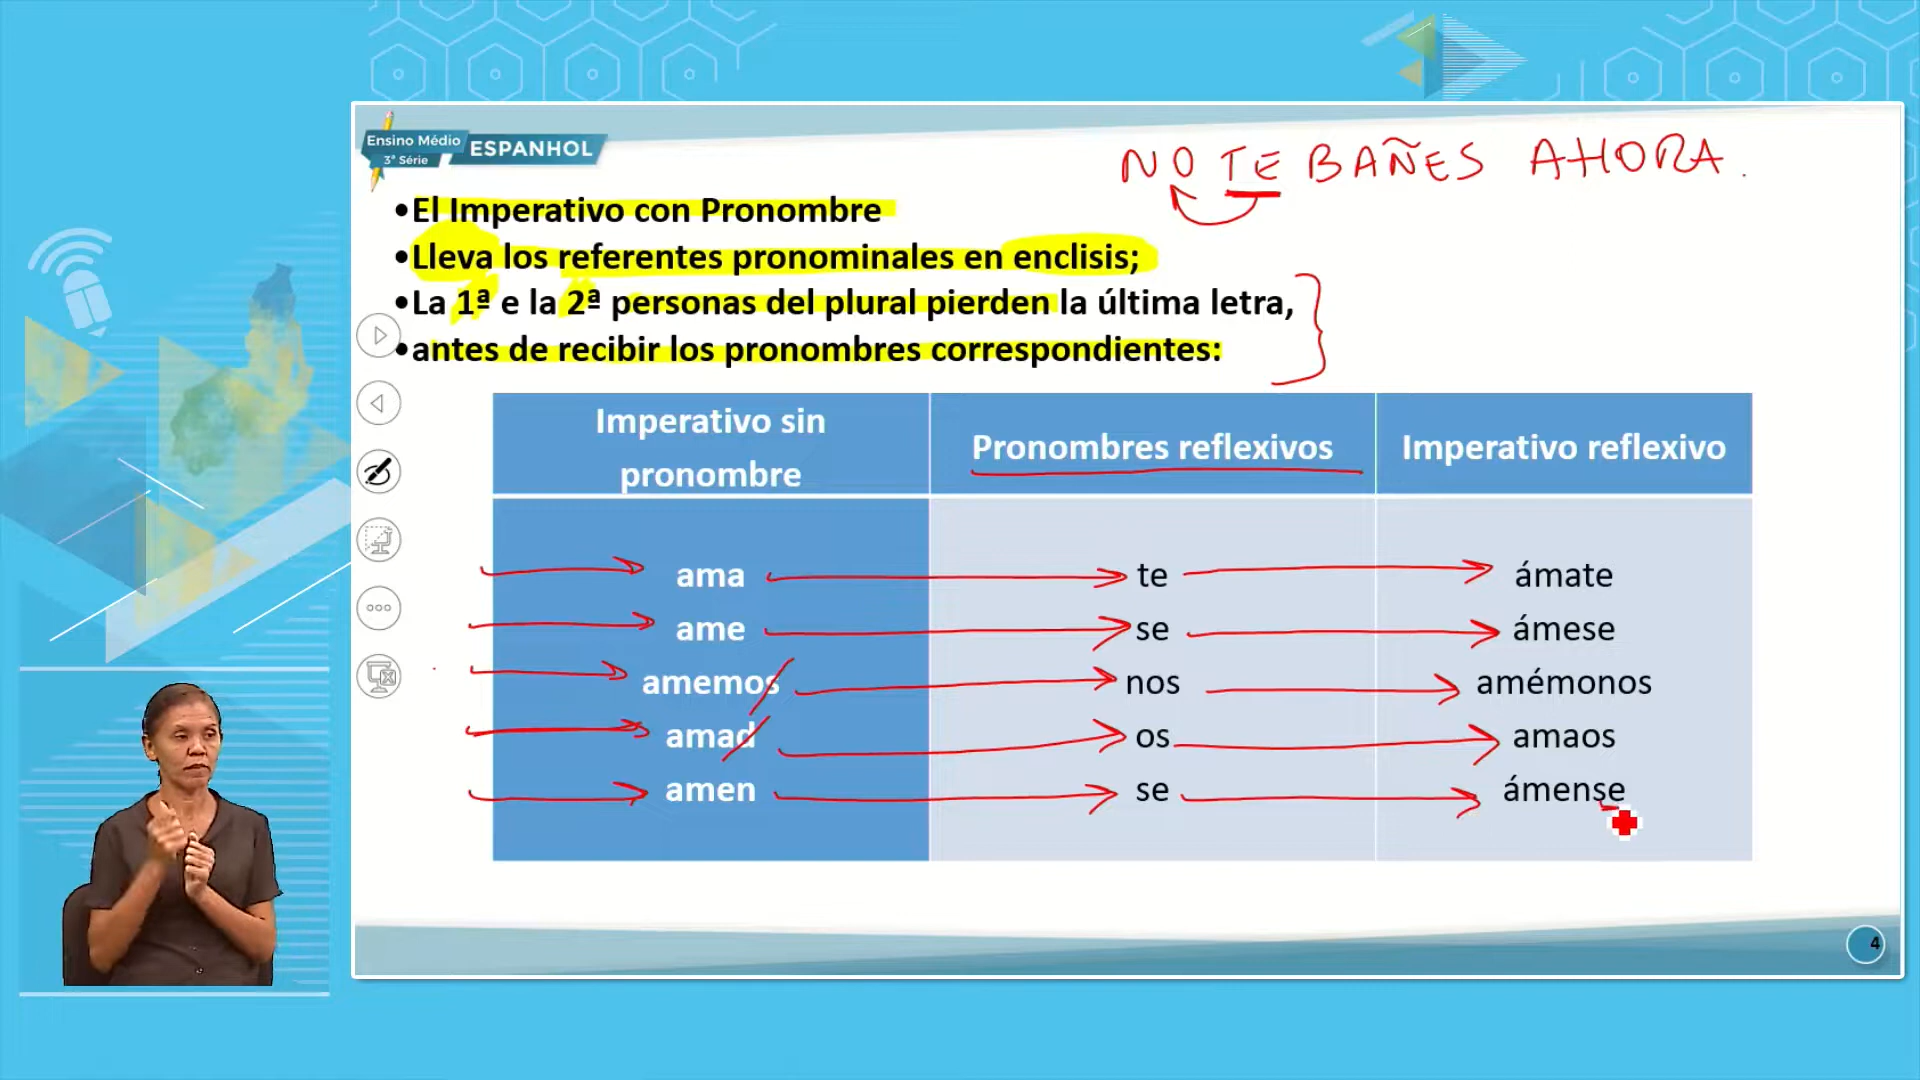 Ensino Médio
3ª Série
ESPANHOL
NO TE BAÑES AHORA.
•El Imperativo con Pronombre
•Lleva los referentes pronominales en enclisis;
•La 1ª e la 2ª personas del plural pierden la última letra,
•antes de recibir los pronombres correspondientes:
Imperativo sin
pronombre
Pronombres reflexivos
Imperativo reflexivo
ama te ámate
ame se ámese
amemos nos amémonos
amad os amaos
amen se ámense
4